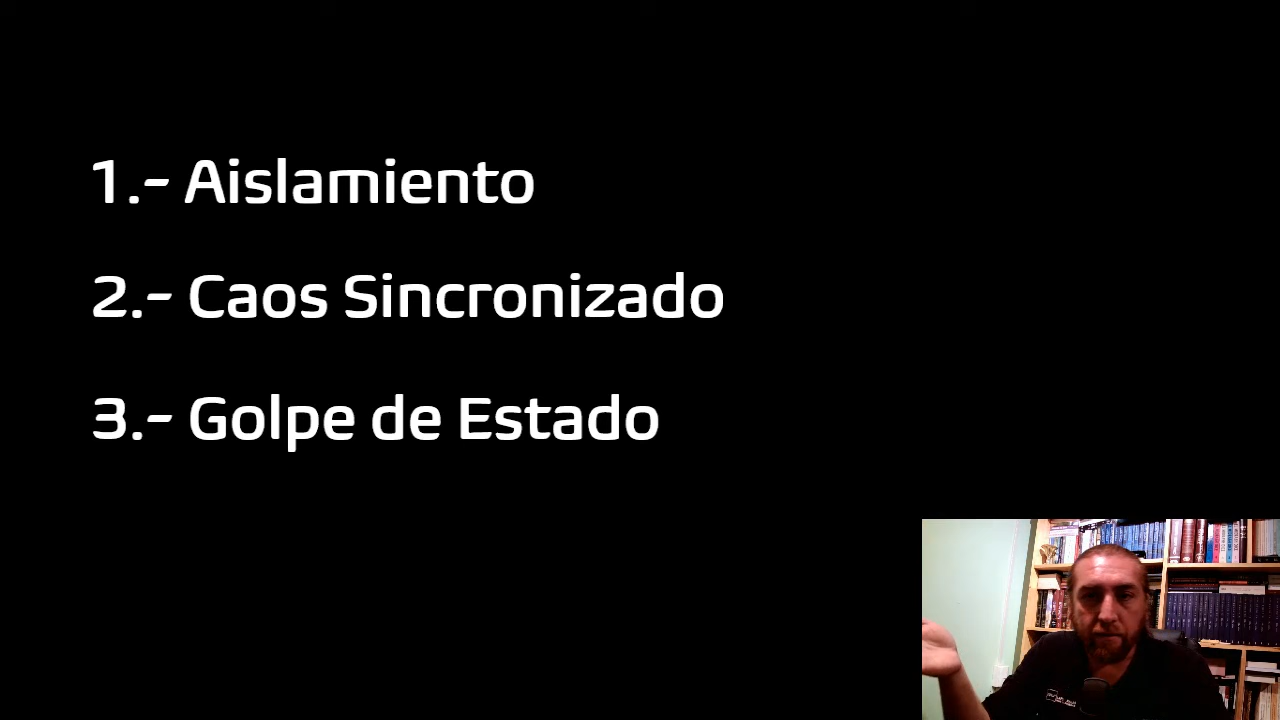 1.- Aislamiento
2.- Caos Sincronizado
3.- Golpe de Estado